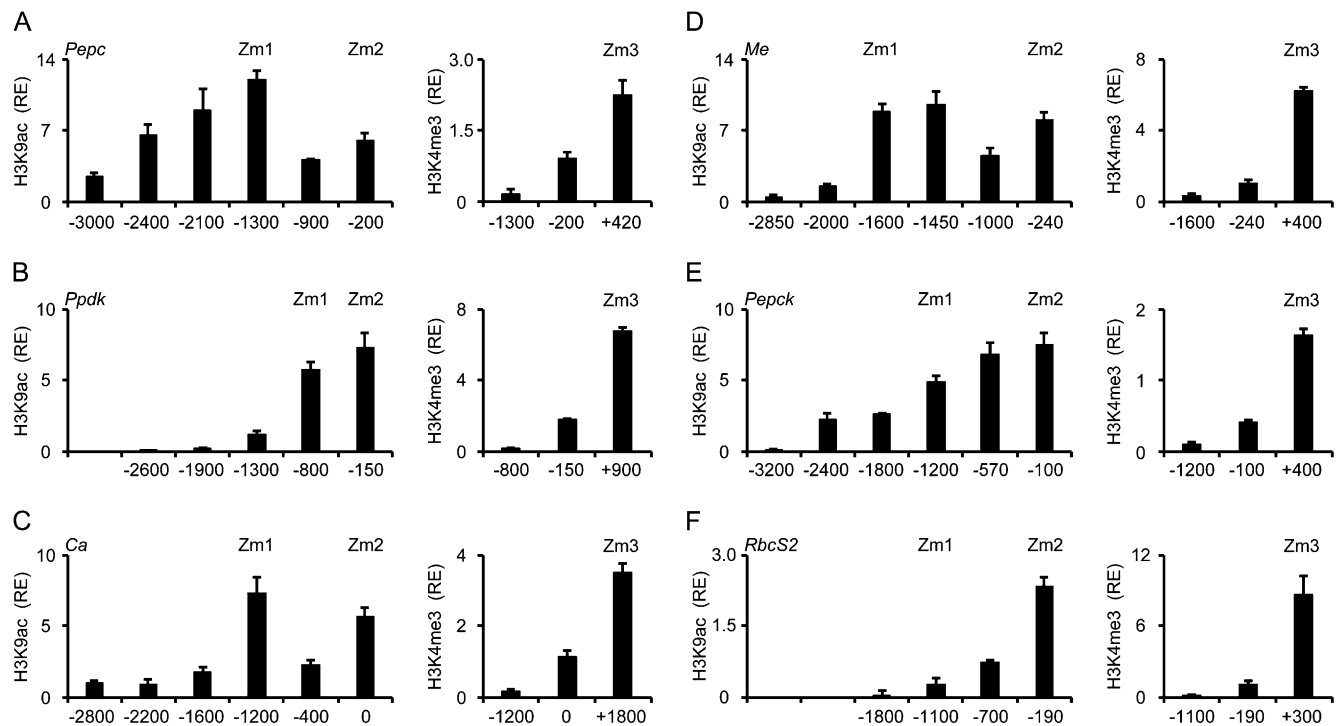 A
Pepc Zm1 Zm2 Zm3
H3K9ac (RE)
14
7
0
-3000 -2400 -2100 -1300 -900 -200
H3K4me3 (RE)
3.0
1.5
0
-1300 -200 +420
D
Me Zm1 Zm2 Zm3
H3K9ac (RE)
14
7
0
-2850 -2000 -1600 -1450 -1000 -240
H3K4me3 (RE)
8
4
0
-1600 -240 +400
B
Ppdk Zm1 Zm2 Zm3
H3K9ac (RE)
10
5
0
-2600 -1900 -1300 -800 -150
H3K4me3 (RE)
8
4
0
-800 -150 +900
E
Pepck Zm1 Zm2 Zm3
H3K9ac (RE)
10
5
0
-3200 -2400 -1800 -1200 -570 -100
H3K4me3 (RE)
2
1
0
-1200 -100 +400
C
Ca Zm1 Zm2 Zm3
H3K9ac (RE)
10
5
0
-2800 -2200 -1600 -1200 -400 0
H3K4me3 (RE)
4
2
0
-1200 0 +1800
F
RbcS2 Zm1 Zm2 Zm3
H3K9ac (RE)
3.0
1.5
0
-1800 -1100 -700 -190
H3K4me3 (RE)
12
6
0
-1100 -190 +300